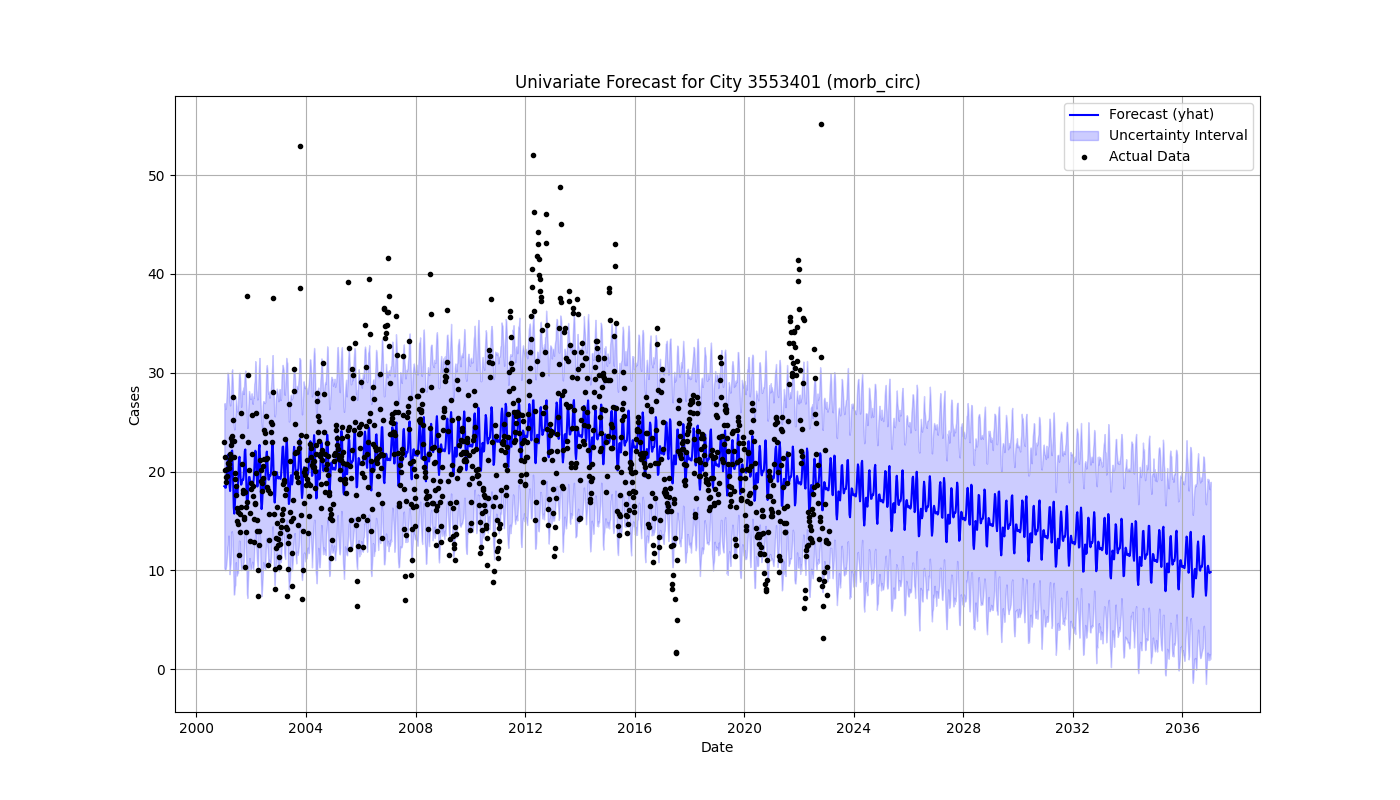 Univariate Forecast for City 3553401 (morb_circ)
Forecast (yhat)
Uncertainty Interval
Actual Data
Cases
50
40
30
20
10
0
2000 2004 2008 2012 2016 2020 2024 2028 2032 2036
Date